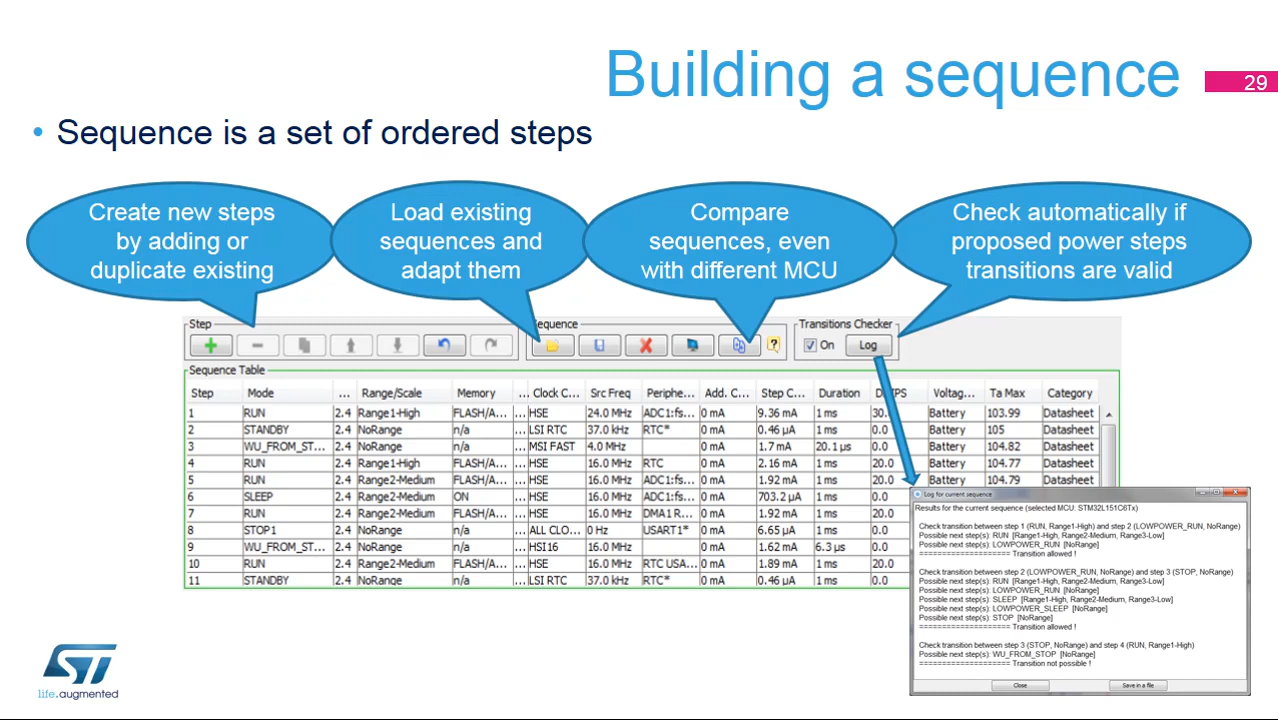 Building a sequence
29
• Sequence is a set of ordered steps
Create new steps
by adding or
duplicate existing
Load existing
sequences and
adapt them
Compare
sequences, even
with different MCU
Check automatically if
proposed power steps
transitions are valid
Step
Sequence
Transitions Checker
On
Log
Sequence Table
Step Mode ... Range/Scale Memory ... Clock C... Src Freq Periphe... Add. C... Step C... Duration Voltag... Ta Max Category
1 RUN 2.4 Range1-High FLASH/A... ... HSE 24.0 MHz ADC1:fs... 0 mA 9.36 mA 1 ms 30. Battery 103.99 Datasheet
2 STANDBY 2.4 NoRange n/a ... LSI RTC 37.0 kHz RTC* 0 mA 0.46 µA 1 ms 0.0 Battery 105 Datasheet
3 WU_FROM_ST... 2.4 NoRange n/a ... MSI FAST 4.0 MHz 0 mA 1.7 mA 20.1 µs 0.0 Battery 104.82 Datasheet
4 RUN 2.4 Range1-High FLASH/A... ... HSE 16.0 MHz RTC 0 mA 2.16 mA 1 ms 20.0 Battery 104.77 Datasheet
5 RUN 2.4 Range2-Medium FLASH/A... ... HSE 16.0 MHz ADC1:fs... 0 mA 1.92 mA 1 ms 20.0 Battery 104.79 Datasheet
6 SLEEP 2.4 Range2-Medium ON ... HSE 16.0 MHz ADC1:fs... 0 mA 703.2 µA 1 ms 0.0
7 RUN 2.4 Range2-Medium FLASH/A... ... HSE 16.0 MHz DMA1 R... 0 mA 1.92 mA 1 ms 20.0
8 STOP1 2.4 NoRange n/a ... ALL CLO... 0 Hz USART1* 0 mA 6.65 µA 1 ms 0.0
9 WU_FROM_ST... 2.4 NoRange n/a ... HSI16 16.0 MHz 0 mA 1.62 mA 6.3 µs 0.0
10 RUN 2.4 Range2-Medium FLASH/A... ... HSE 16.0 MHz RTC USA... 0 mA 1.89 mA 1 ms 20.0
11 STANDBY 2.4 NoRange n/a ... LSI RTC 37.0 kHz RTC* 0 mA 0.46 µA 1 ms 0.0
Log for current sequence
Results for the current sequence (selected MCU: STM32L151C6Tx)
Check transition between step 1 (RUN, Range1-High) and step 2 (LOWPOWER_RUN, NoRange)
Possible next step(s): RUN [Range1-High, Range2-Medium, Range3-Low]
Possible next step(s): LOWPOWER_RUN [NoRange]
==================== Transition allowed !
Check transition between step 2 (LOWPOWER_RUN, NoRange) and step 3 (STOP, NoRange)
Possible next step(s): RUN [Range1-High, Range2-Medium, Range3-Low]
Possible next step(s): LOWPOWER_RUN [NoRange]
Possible next step(s): SLEEP [Range1-High, Range2-Medium, Range3-Low]
Possible next step(s): LOWPOWER_SLEEP [NoRange]
Possible next step(s): STOP [NoRange]
==================== Transition allowed !
Check transition between step 3 (STOP, NoRange) and step 4 (RUN, Range1-High)
Possible next step(s): WU_FROM_STOP [NoRange]
==================== Transition not possible !
Close
Save in a file
ST
life.augmented